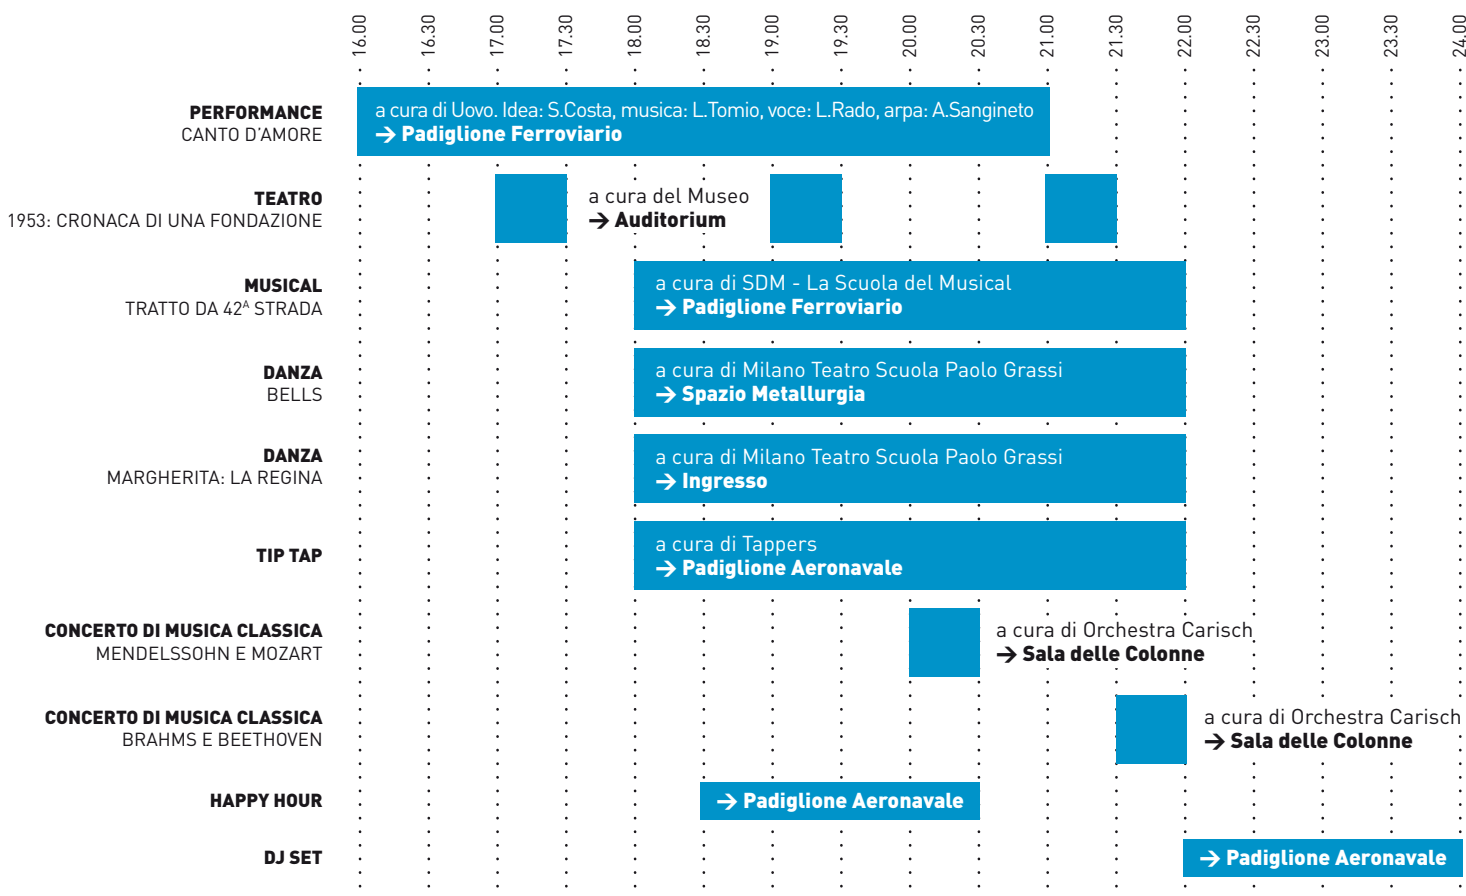 16.00 16.30 17.00 17.30 18.00 18.30 19.00 19.30 20.00 20.30 21.00 21.30 22.00 22.30 23.00 23.30 24.00
PERFORMANCE
CANTO D'AMORE
a cura di Uovo. Idea: S.Costa, musica: L.Tomio, voce: L.Rado, arpa: A.Sangineto
→ Padiglione Ferroviario
TEATRO
1953: CRONACA DI UNA FONDAZIONE
a cura del Museo
→ Auditorium
MUSICAL
TRATTO DA 42ᴬ STRADA
a cura di SDM - La Scuola del Musical
→ Padiglione Ferroviario
DANZA
BELLS
a cura di Milano Teatro Scuola Paolo Grassi
→ Spazio Metallurgia
DANZA
MARGHERITA: LA REGINA
a cura di Milano Teatro Scuola Paolo Grassi
→ Ingresso
TIP TAP
a cura di Tappers
→ Padiglione Aeronavale
CONCERTO DI MUSICA CLASSICA
MENDELSSOHN E MOZART
a cura di Orchestra Carisch
→ Sala delle Colonne
CONCERTO DI MUSICA CLASSICA
BRAHMS E BEETHOVEN
a cura di Orchestra Carisch
→ Sala delle Colonne
HAPPY HOUR
→ Padiglione Aeronavale
DJ SET
→ Padiglione Aeronavale